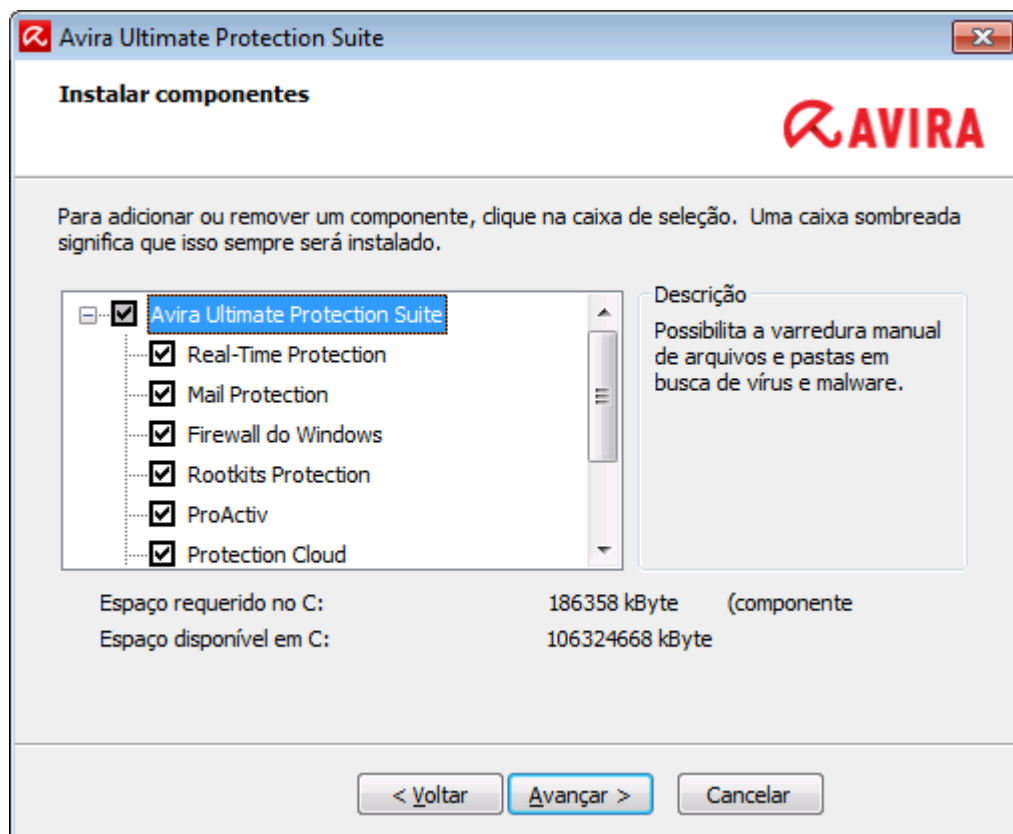 Avira Ultimate Protection Suite
Instalar componentes
AVIRA
Para adicionar ou remover um componente, clique na caixa de seleção. Uma caixa sombreada
significa que isso sempre será instalado.
Avira Ultimate Protection Suite
Real-Time Protection
Mail Protection
Firewall do Windows
Rootkits Protection
ProActiv
Protection Cloud
Descrição
Possibilita a varredura manual
de arquivos e pastas em
busca de vírus e malware.
Espaço requerido no C: 186358 kByte (componente
Espaço disponível em C: 106324668 kByte
< Voltar Avançar > Cancelar